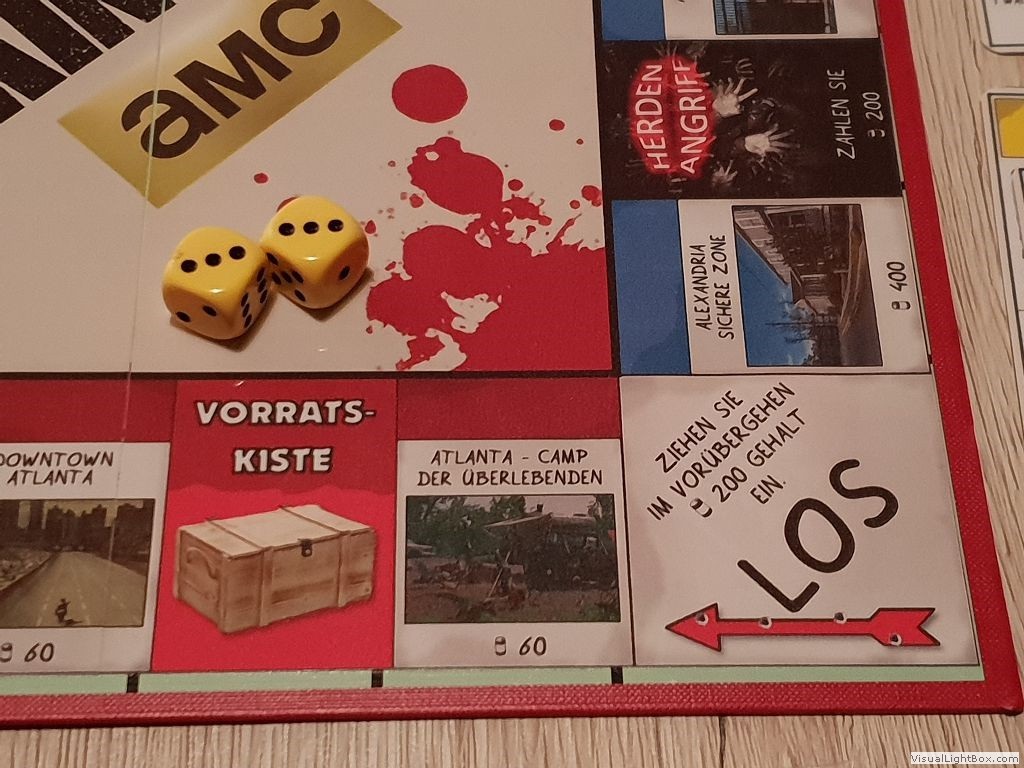 aMC
HERDEN
ANGRIFF
ZAHLEN SIE
200
ALEXANDRIA
SICHERE ZONE
400
DOWNTOWN
ATLANTA
60
VORRATS-
KISTE
ATLANTA - CAMP
DER ÜBERLEBENDEN
60
ZIEHEN SIE
IM VORÜBERGEHEN
200 GEHALT
EIN.
LOS
VisualLightBox.com